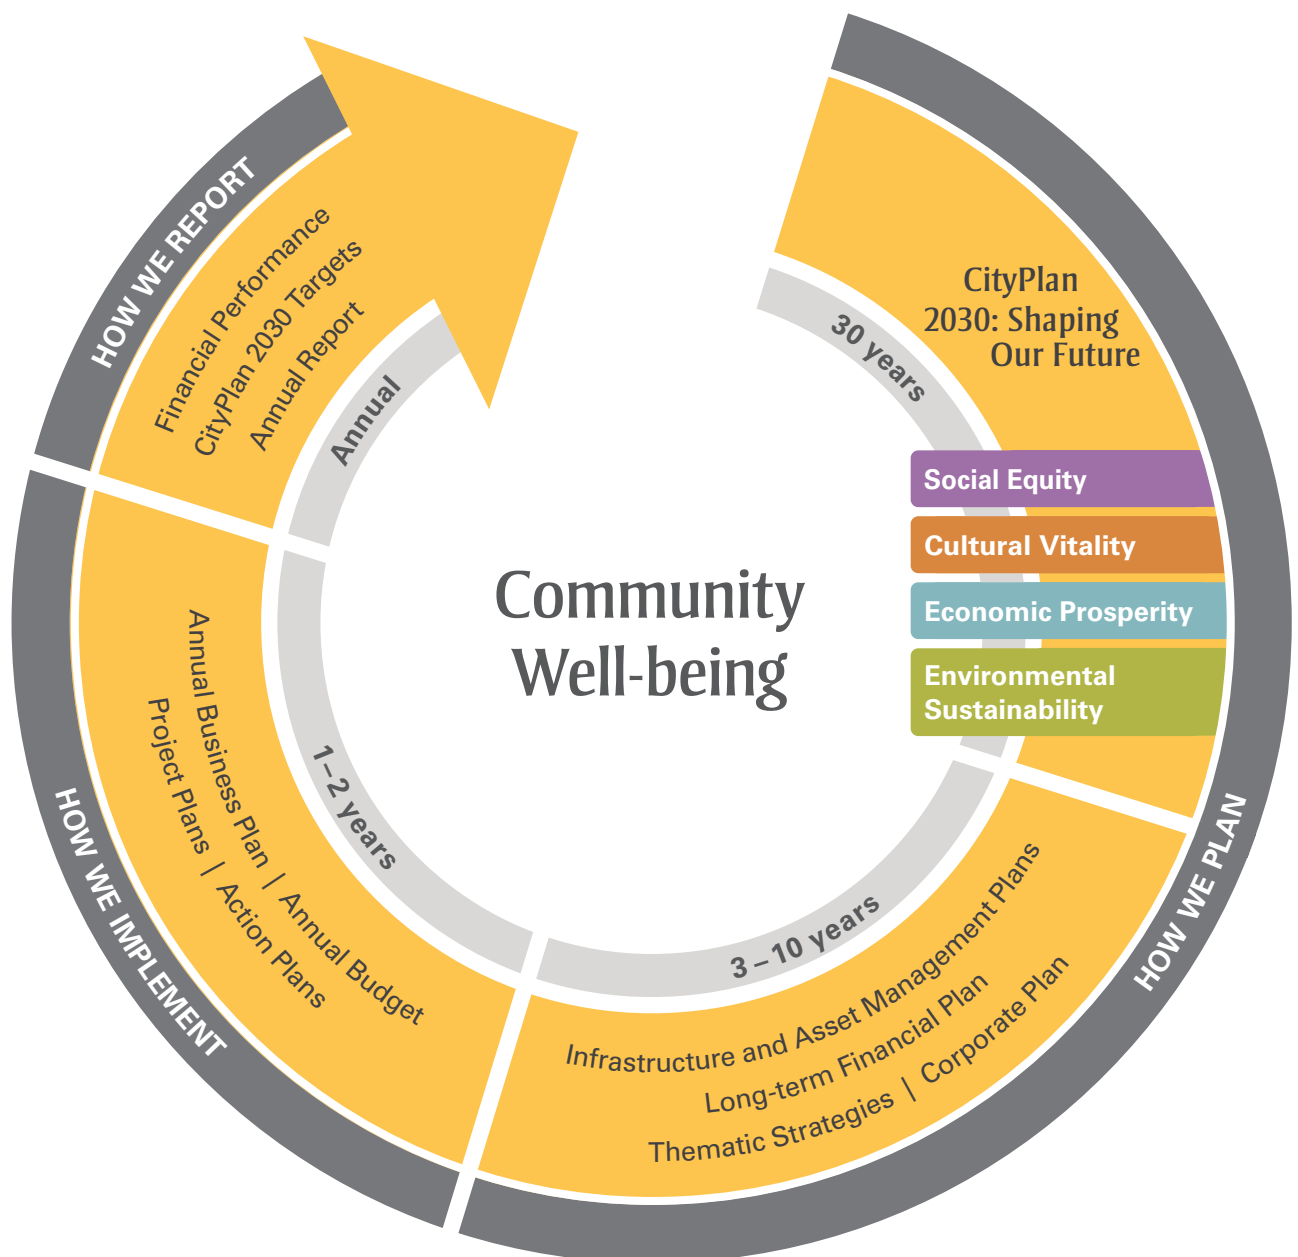 Community
Well-being
HOW WE PLAN
30 years
CityPlan
2030: Shaping
Our Future
Social Equity
Cultural Vitality
Economic Prosperity
Environmental
Sustainability
3–10 years
Infrastructure and Asset Management Plans
Long-term Financial Plan
Thematic Strategies | Corporate Plan
HOW WE IMPLEMENT
1–2 years
Annual Business Plan | Annual Budget
Project Plans | Action Plans
HOW WE REPORT
Annual
Financial Performance
CityPlan 2030 Targets
Annual Report